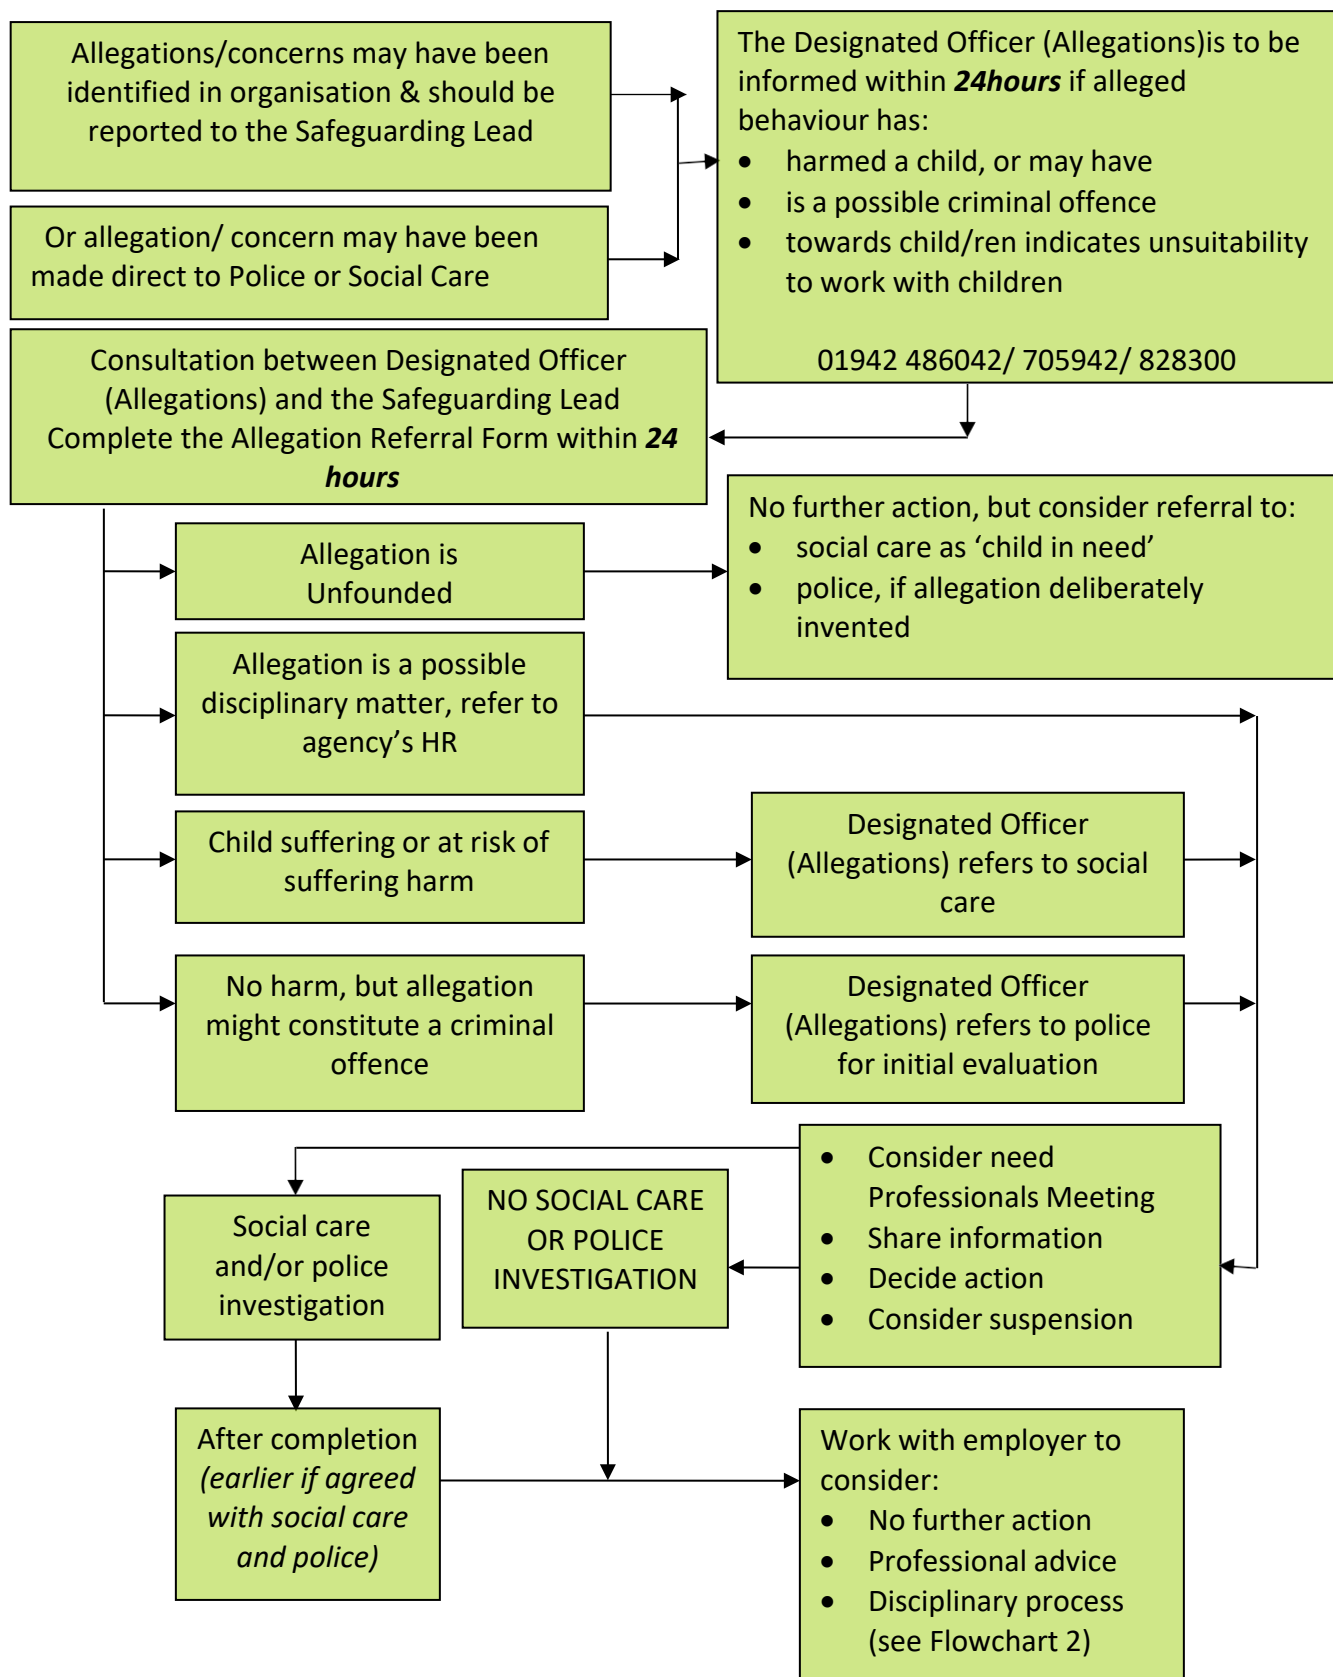 Allegations/concerns may have been
identified in organisation & should be
reported to the Safeguarding Lead
Or allegation/ concern may have been
made direct to Police or Social Care
The Designated Officer (Allegations)is to be
informed within 24hours if alleged
behaviour has:
• harmed a child, or may have
• is a possible criminal offence
• towards child/ren indicates unsuitability
to work with children
01942 486042/ 705942/ 828300
Consultation between Designated Officer
(Allegations) and the Safeguarding Lead
Complete the Allegation Referral Form within 24
hours
Allegation is
Unfounded
No further action, but consider referral to:
• social care as ‘child in need’
• police, if allegation deliberately
invented
Allegation is a possible
disciplinary matter, refer to
agency’s HR
Child suffering or at risk of
suffering harm
Designated Officer
(Allegations) refers to social
care
No harm, but allegation
might constitute a criminal
offence
Designated Officer
(Allegations) refers to police
for initial evaluation
• Consider need
Professionals Meeting
• Share information
• Decide action
• Consider suspension
NO SOCIAL CARE
OR POLICE
INVESTIGATION
Social care
and/or police
investigation
After completion
(earlier if agreed
with social care
and police)
Work with employer to
consider:
• No further action
• Professional advice
• Disciplinary process
(see Flowchart 2)